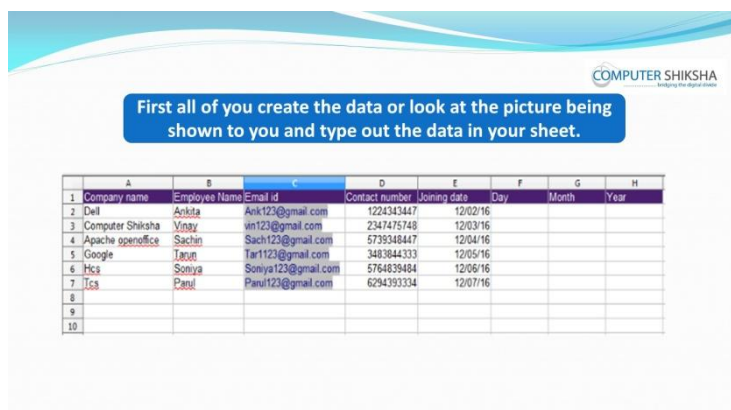 COMPUTER SHIKSHA
bridging the digital divide
First all of you create the data or look at the picture being
shown to you and type out the data in your sheet.
A B C D E F G H
1 Company name Employee Name Email id Contact number Joining date Day Month Year
2 Dell Ankita Ank123@gmail.com 1224343447 12/02/16
3 Computer Shiksha Vinay vin123@gmail.com 2347475748 12/03/16
4 Apache openoffice Sachin Sach123@gmail.com 5739348447 12/04/16
5 Google Tarun Tar1123@gmail.com 3483844333 12/05/16
6 Hcs Soniya Soniya123@gmail.com 5764839484 12/06/16
7 Tcs Parul Parul123@gmail.com 6294393334 12/07/16
8
9
10